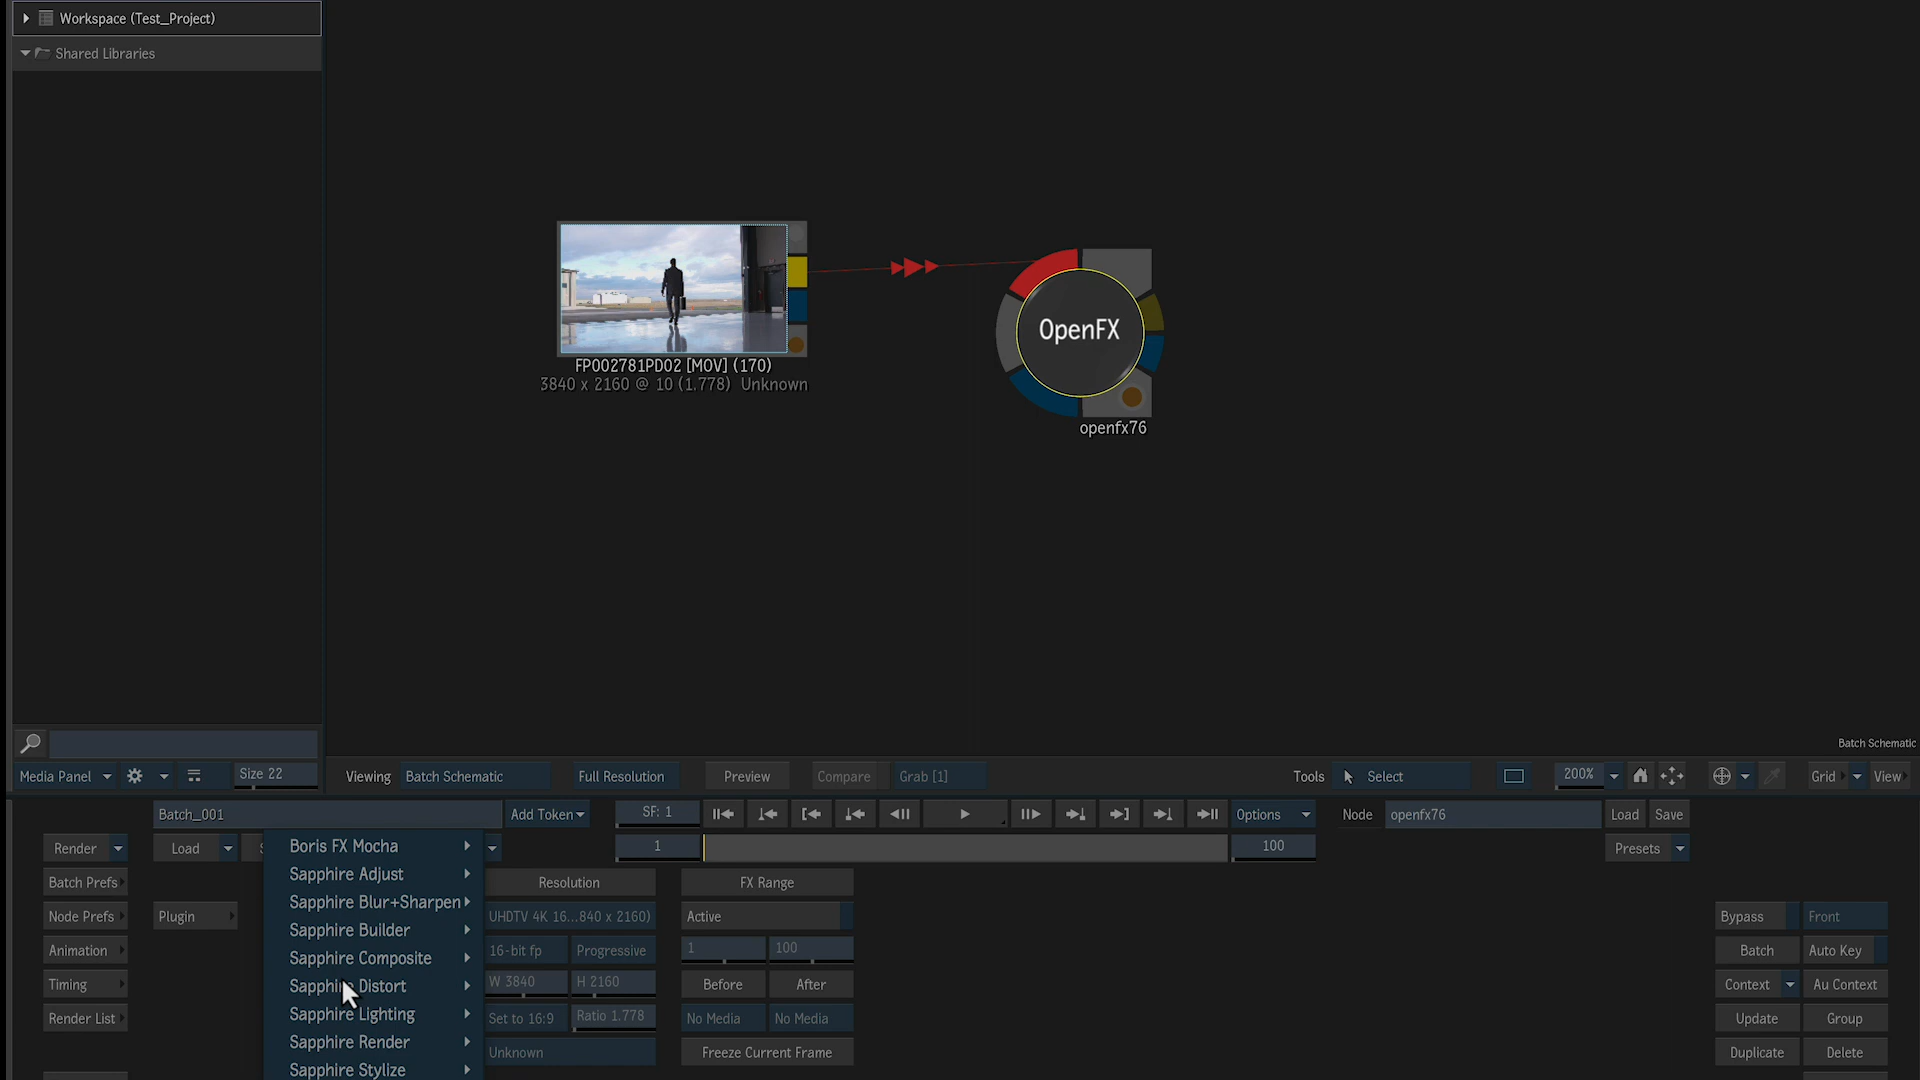 Workspace (Test_Project)
Shared Libraries
FP002781PD02 [MOV] (170)
3840 x 2160 @ 10 (1.778)  Unknown
OpenFX
openfx76
Batch Schematic
Media Panel
Size 22
Viewing
Batch Schematic
Full Resolution
Preview
Compare
Grab [1]
Tools
Select
200%
Grid
View
Batch_001
Add Token
SF: 1
Options
Node
openfx76
Load
Save
Render
Load
1
100
Presets
Boris FX Mocha
Sapphire Adjust
Sapphire Blur+Sharpen
Sapphire Builder
Sapphire Composite
Sapphire Distort
Sapphire Lighting
Sapphire Render
Sapphire Stylize
Batch Prefs
Node Prefs
Animation
Timing
Render List
Plugin
Resolution
UHDTV 4K 16...840 x 2160)
16-bit fp
Progressive
W 3840
H 2160
Set to 16:9
Ratio 1.778
Unknown
FX Range
Active
1
100
Before
After
No Media
No Media
Freeze Current Frame
Bypass
Front
Batch
Auto Key
Context
Au Context
Update
Group
Duplicate
Delete